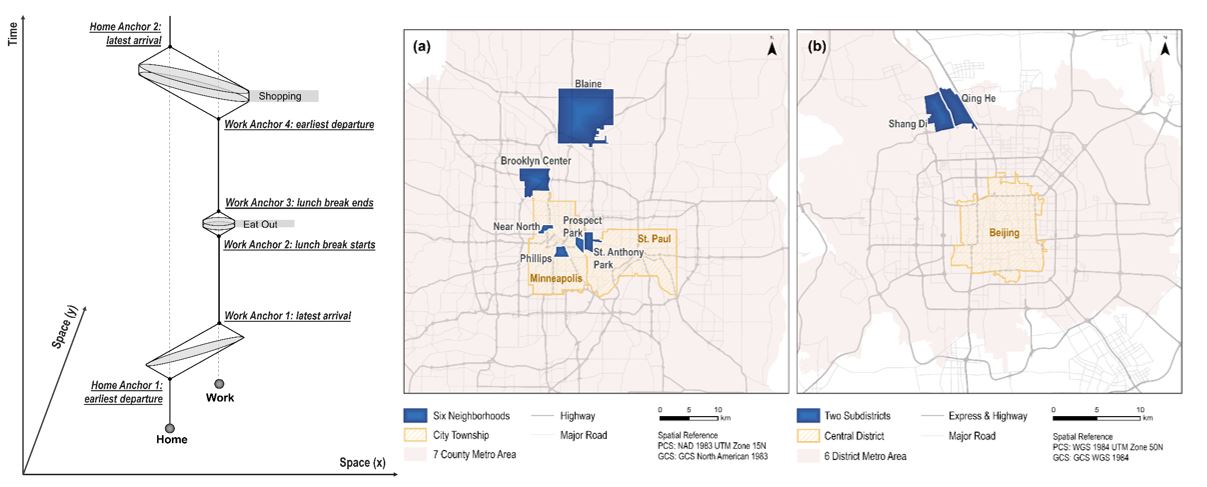 Time
Home Anchor 2:
latest arrival
Shopping
Work Anchor 4: earliest departure
Work Anchor 3: lunch break ends
Eat Out
Work Anchor 2: lunch break starts
Work Anchor 1: latest arrival
Space (y)
Home Anchor 1:
earliest departure
Work
Home
Space (x)
(a)
Blaine
Brooklyn Center
Near North
Prospect
Park
St. Paul
Phillips
St. Anthony
Park
Minneapolis
Six Neighborhoods
City Township
7 County Metro Area
Highway
Major Road
0 5 10
km
Spatial Reference
PCS: NAD 1983 UTM Zone 15N
GCS: GCS North American 1983
(b)
Qing He
Shang Di
Beijing
Two Subdistricts
Central District
6 District Metro Area
Express & Highway
Major Road
0 5 10
km
Spatial Reference
PCS: WGS 1984 UTM Zone 50N
GCS: GCS WGS 1984